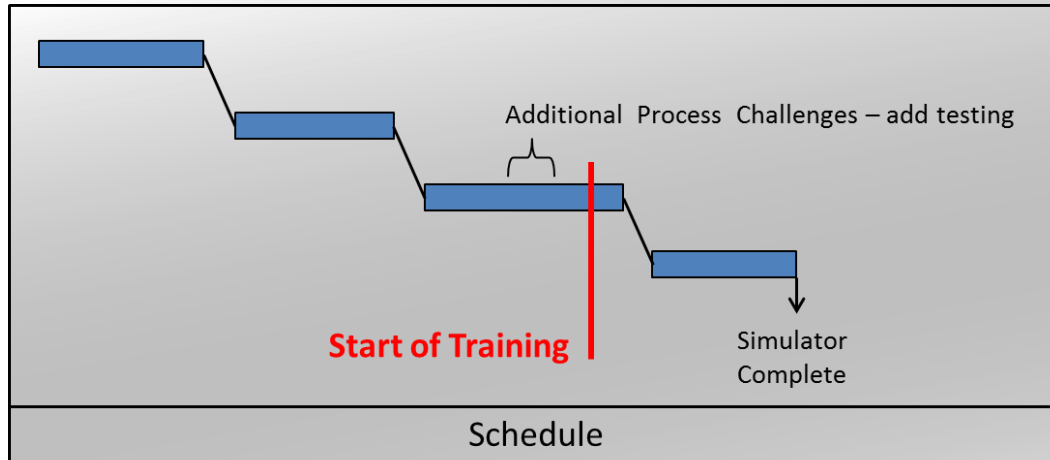 Additional Process Challenges – add testing
Start of Training
Simulator
Complete
Schedule